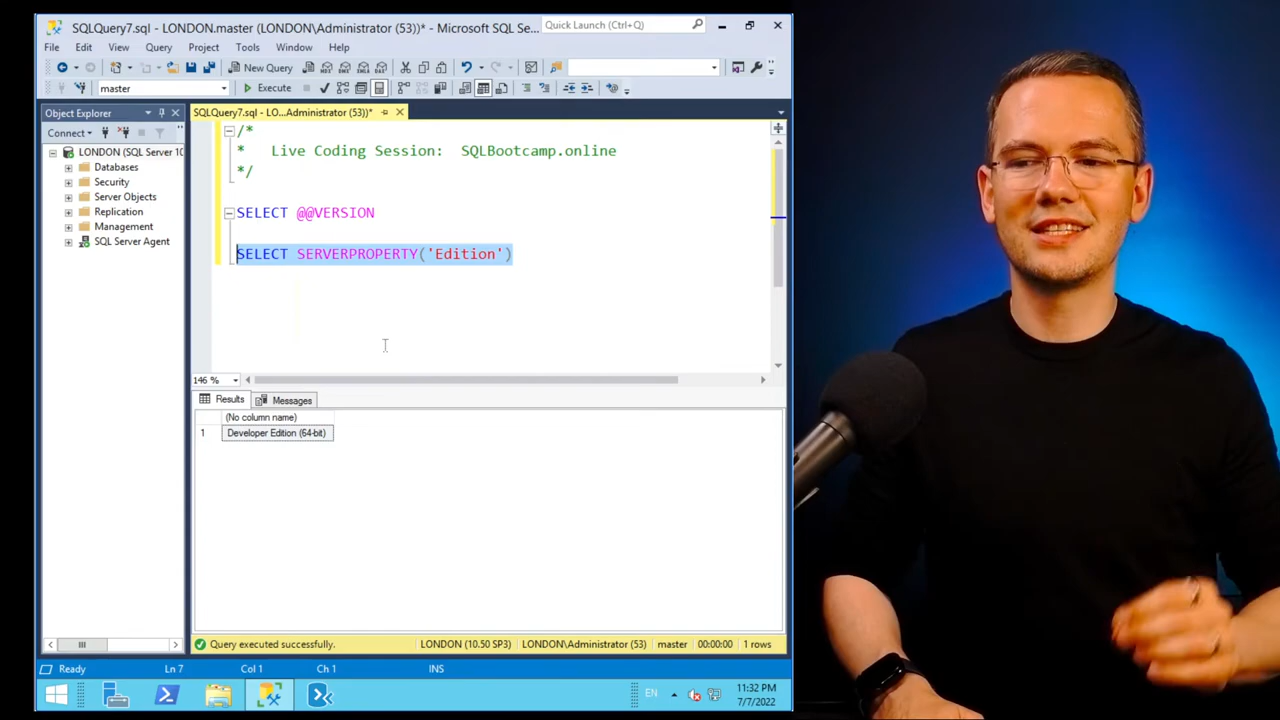 SQLQuery7.sql - LONDON.master (LONDON\Administrator (53))* - Microsoft SQL Se...
Quick Launch (Ctrl+Q)
File Edit View Query Project Tools Window Help
New Query
master
Execute
Object Explorer
SQLQuery7.sql - LO...Administrator (53))*
Connect
LONDON (SQL Server 10
Databases
Security
Server Objects
Replication
Management
SQL Server Agent
/*
* Live Coding Session: SQLBootcamp.online
*/
SELECT @@VERSION
SELECT SERVERPROPERTY('Edition')
146 %
Results Messages
(No column name)
1 Developer Edition (64-bit)
Query executed successfully. LONDON (10.50 SP3) LONDON\Administrator (53) master 00:00:00 1 rows
Ready Ln 7 Col 1 Ch 1 INS
EN
11:32 PM
7/7/2022